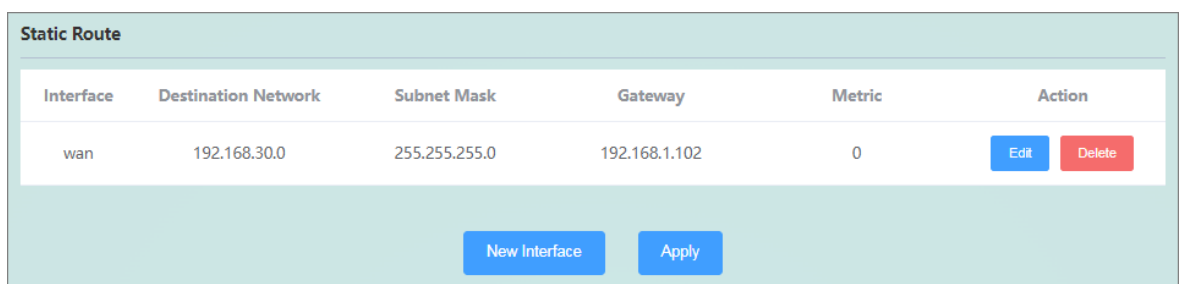 Static Route
Interface Destination Network Subnet Mask Gateway Metric Action
wan 192.168.30.0 255.255.255.0 192.168.1.102 0 Edit Delete
New Interface Apply